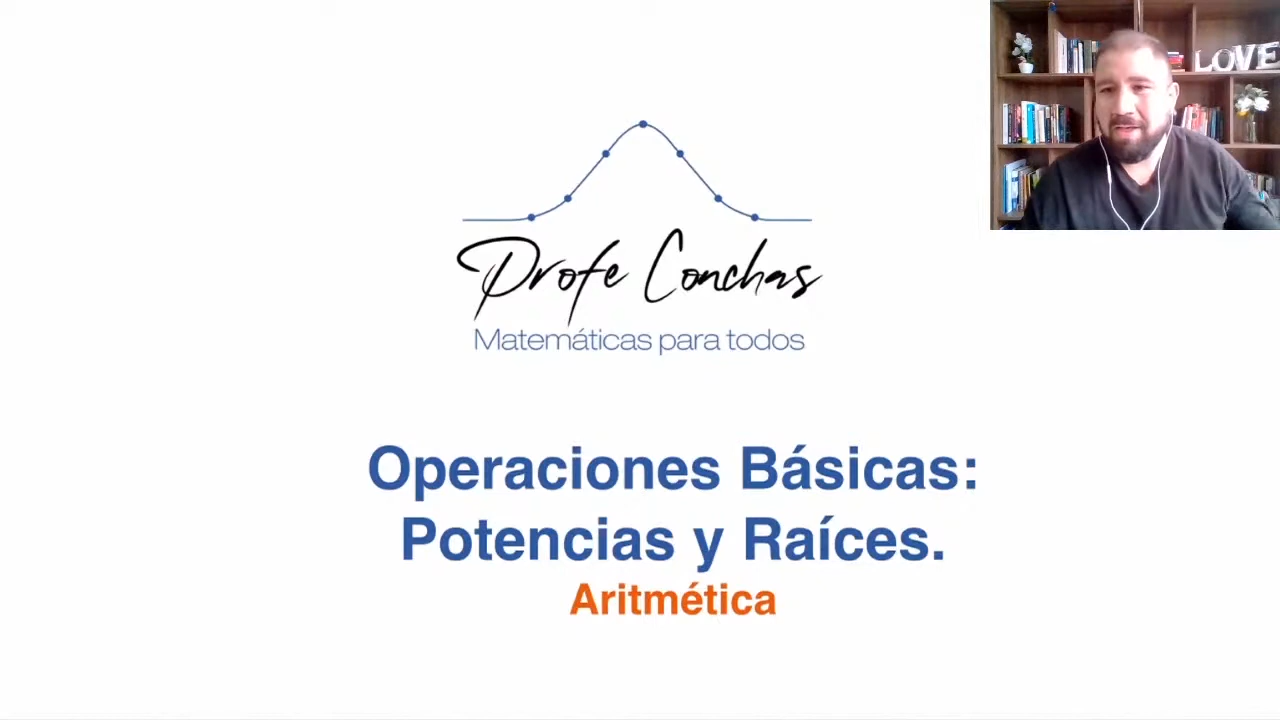 LOVE
Profe Conchas
Matemáticas para todos
Operaciones Básicas:
Potencias y Raíces.
Aritmética